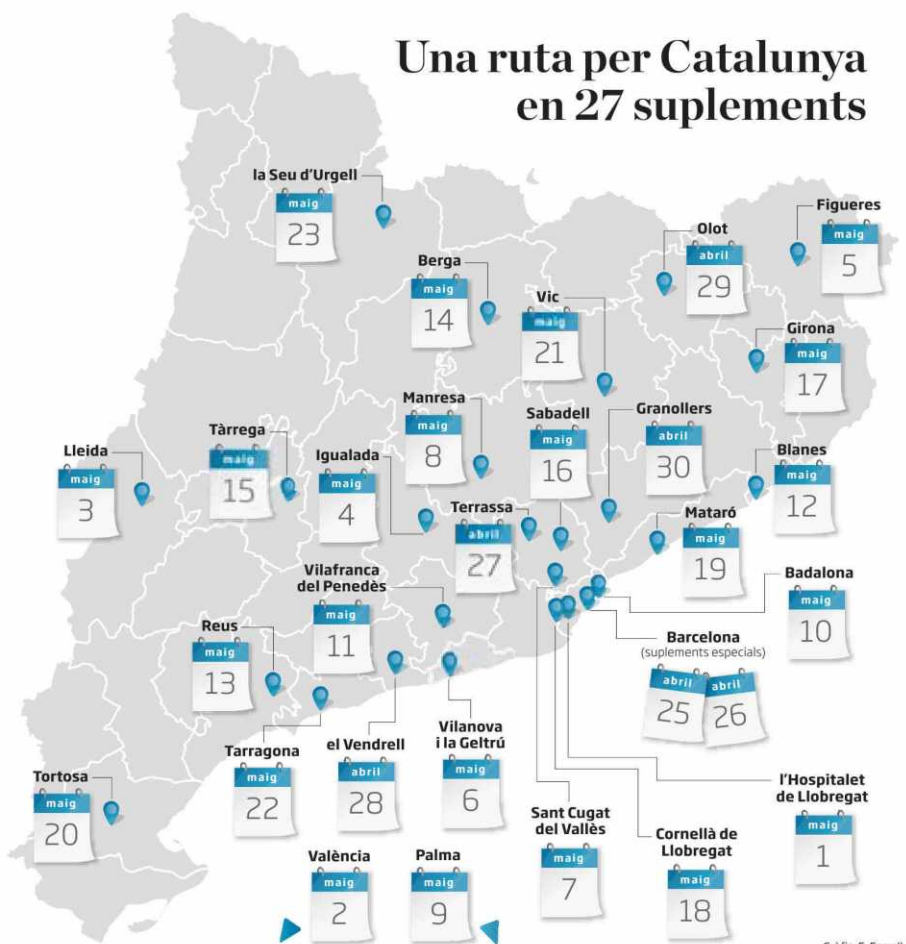 Una ruta per Catalunya
en 27 suplements
la Seu d'Urgell
maig
23
Figueres
maig
5
Olot
abril
29
Berga
maig
14
Vic
maig
21
Girona
maig
17
Manresa
maig
8
Sabadell
maig
16
Granollers
abril
30
Tàrrega
maig
15
Igualada
maig
4
Lleida
maig
3
Blanes
maig
12
Terrassa
abril
27
Mataró
maig
19
Vilafranca
del Penedès
maig
11
Badalona
maig
10
Reus
maig
13
Barcelona
(suplements especials)
abril
25
abril
26
Tarragona
maig
22
el Vendrell
abril
28
Vilanova
i la Geltrú
maig
6
Tortosa
maig
20
Sant Cugat
del Vallès
maig
7
Cornellà de
Llobregat
maig
18
l'Hospitalet
de Llobregat
maig
1
València
maig
2
Palma
maig
9